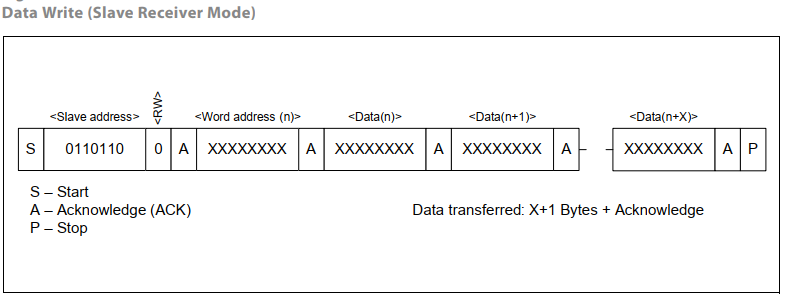 Data Write (Slave Receiver Mode)
<Slave address> <RW> <Word address (n)> <Data(n)> <Data(n+1)> <Data(n+X)>
S 0110110 0 A XXXXXXXX A XXXXXXXX A XXXXXXXX A XXXXXXXX A P
S – Start
A – Acknowledge (ACK) Data transferred: X+1 Bytes + Acknowledge
P – Stop